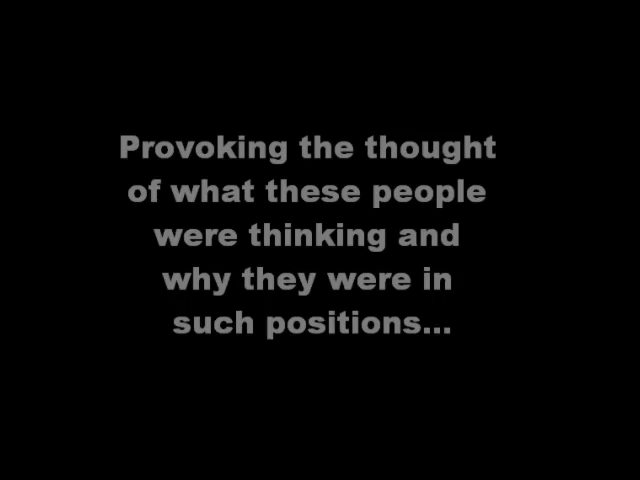 Provoking the thought
of what these people
were thinking and
why they were in
such positions...